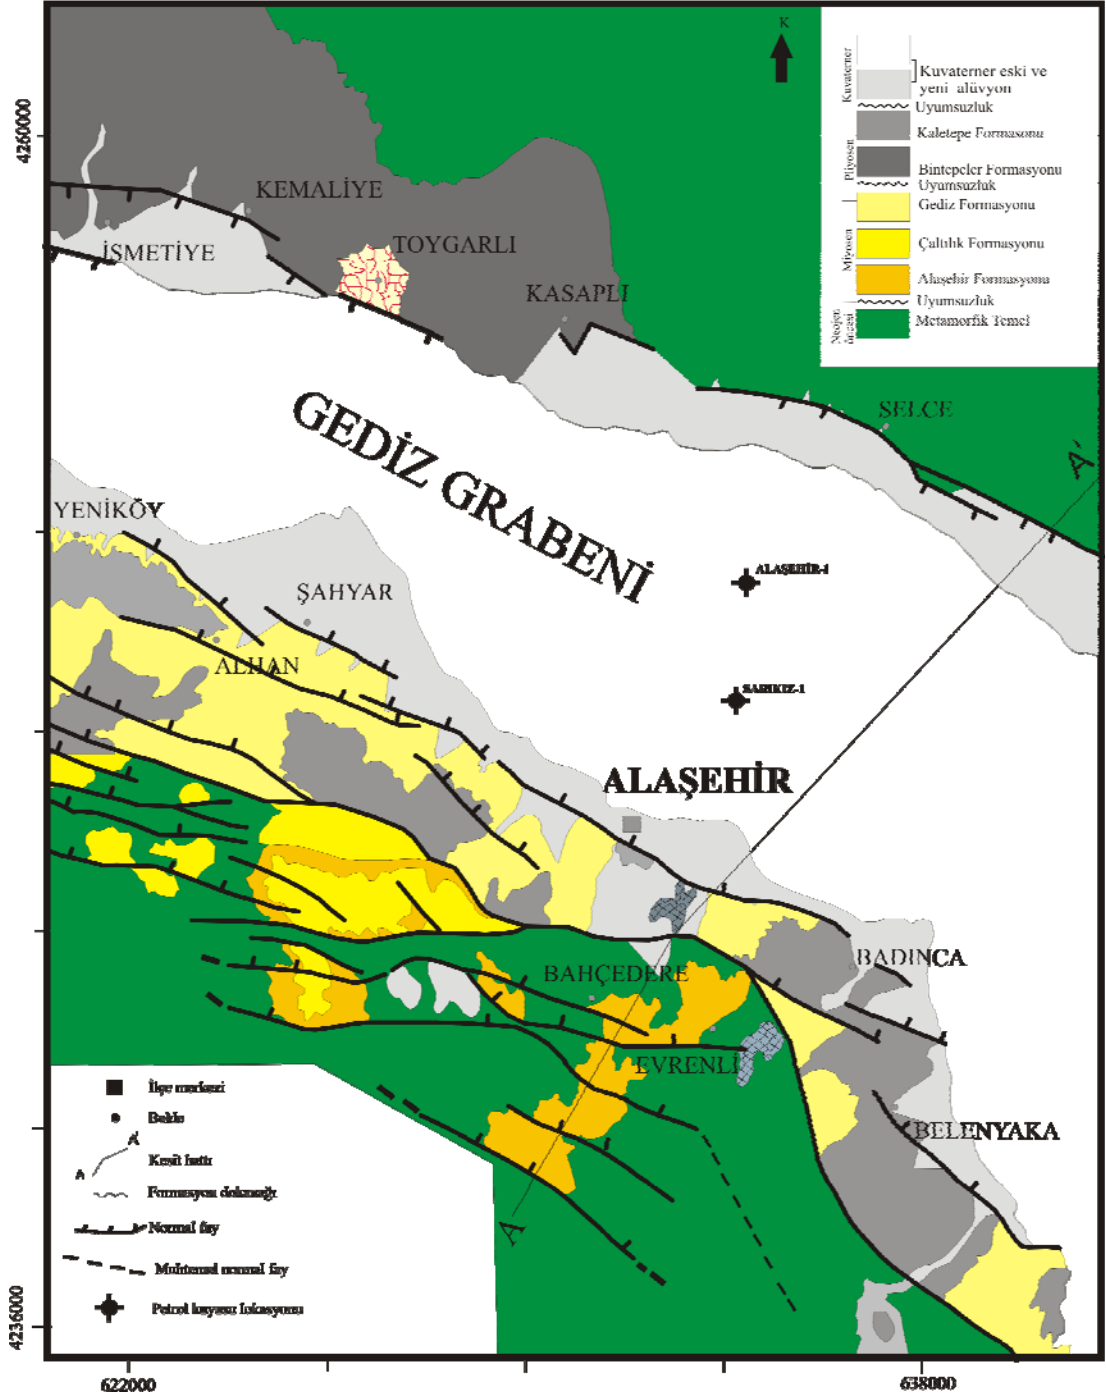 K
Kuvaterner
Kuvaterner eski ve
yeni alüvyon
Uyumsuzluk
Kaletepe Formasonu
Pliyosen
Bintepeler Formasyonu
Uyumsuzluk
Gediz Formasyonu
Miyosen
Çaltılık Formasyonu
Alaşehir Formasyonu
Uyumsuzluk
Neojen
öncesi
Metamorfik Temel
4260000
KEMALİYE
İSMETİYE
TOYGARLI
KASAPLI
SELCE
A'
GEDİZ GRABENİ
YENİKÖY
ALAŞEHİR-1
ŞAHYAR
ALHAN
SARIKIZ-1
ALAŞEHİR
BADINCA
BAHÇEDERE
EVRENLİ
BELENYAKA
A
İlçe merkezi
Belde
A A'
Kesit hattı
Formasyon dokanağı
Normal fay
Muhtemel normal fay
Petrol kuyusu lokasyonu
4236000
622000
638000